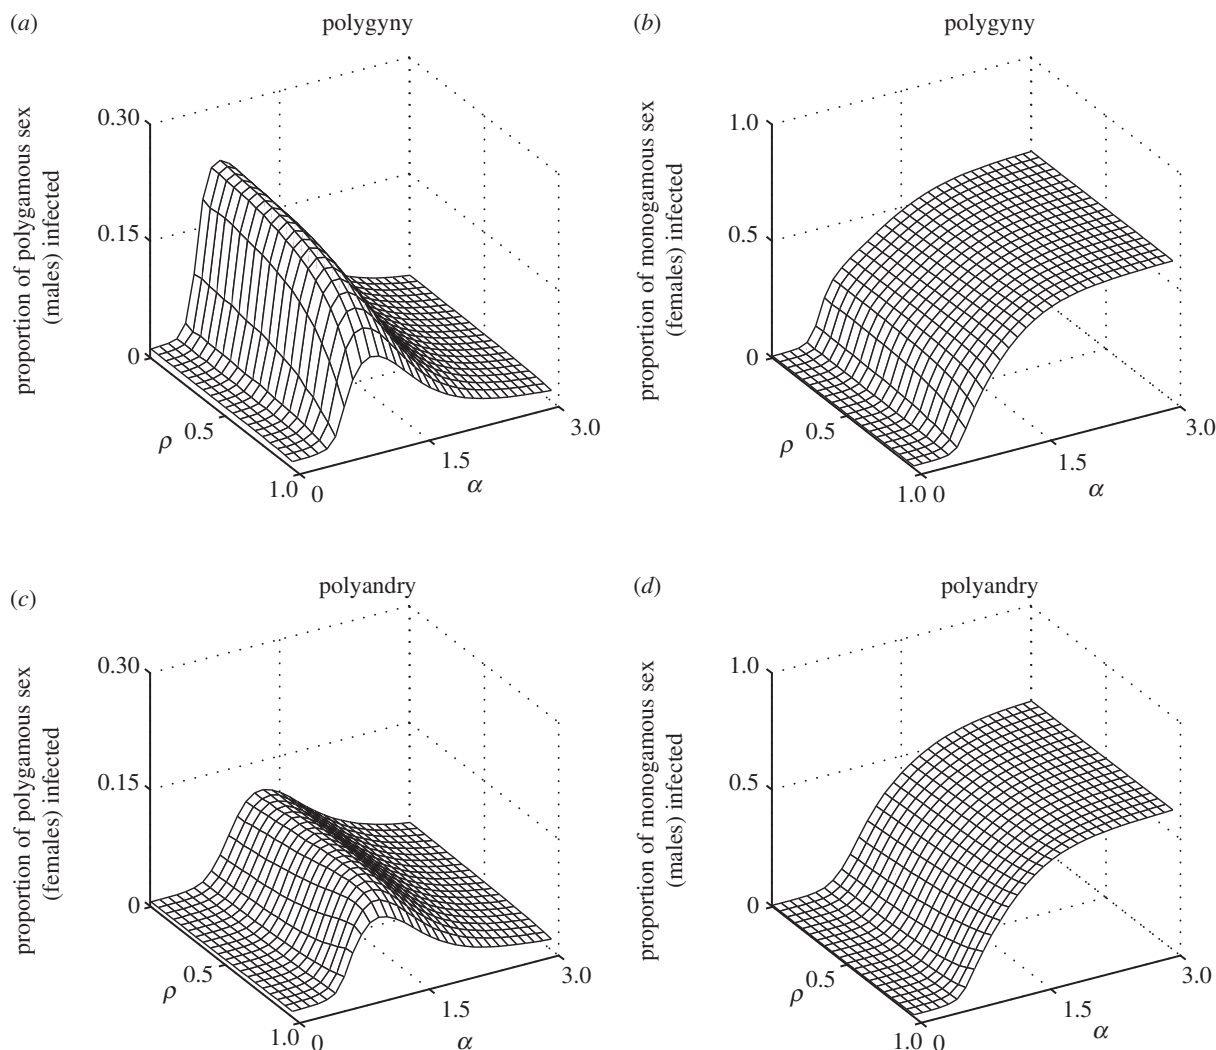 (a)
polygyny
proportion of polygamous sex
(males) infected
0.30
0.15
0
ρ
0.5
1.0
0
1.5
3.0
α
(b)
polygyny
proportion of monogamous sex
(females) infected
1.0
0.5
0
ρ
0.5
1.0
0
1.5
3.0
α
(c)
polyandry
proportion of polygamous sex
(females) infected
0.30
0.15
0
ρ
0.5
1.0
0
1.5
3.0
α
(d)
polyandry
proportion of monogamous sex
(males) infected
1.0
0.5
0
ρ
0.5
1.0
0
1.5
3.0
α